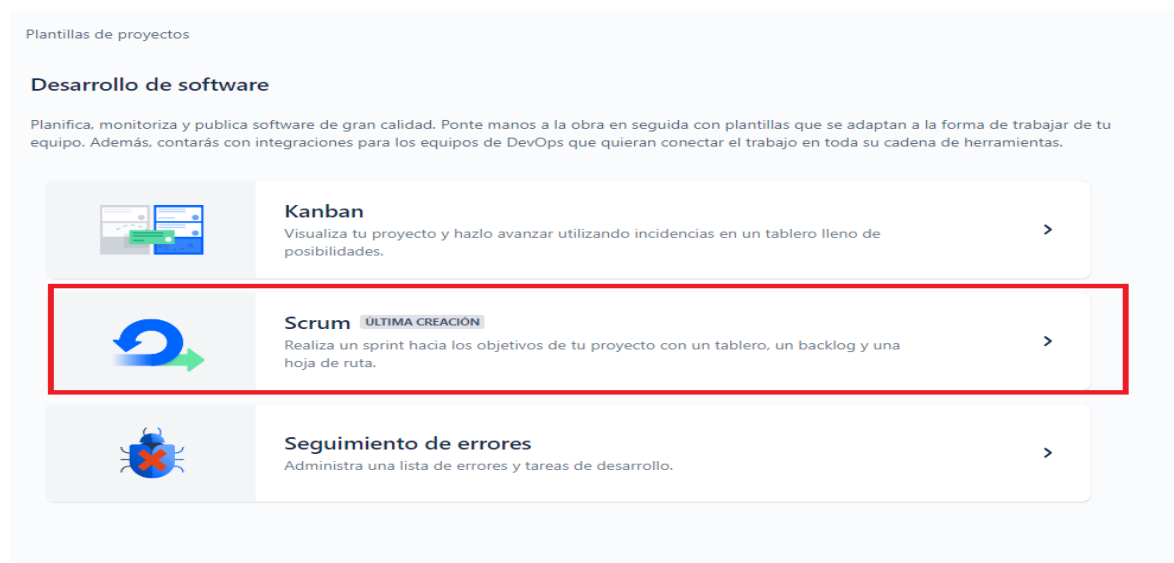 Plantillas de proyectos
Desarrollo de software
Planifica, monitoriza y publica software de gran calidad. Ponte manos a la obra en seguida con plantillas que se adaptan a la forma de trabajar de tu
equipo. Además, contarás con integraciones para los equipos de DevOps que quieran conectar el trabajo en toda su cadena de herramientas.
Kanban
Visualiza tu proyecto y hazlo avanzar utilizando incidencias en un tablero lleno de
posibilidades.
Scrum ÚLTIMA CREACIÓN
Realiza un sprint hacia los objetivos de tu proyecto con un tablero, un backlog y una
hoja de ruta.
Seguimiento de errores
Administra una lista de errores y tareas de desarrollo.